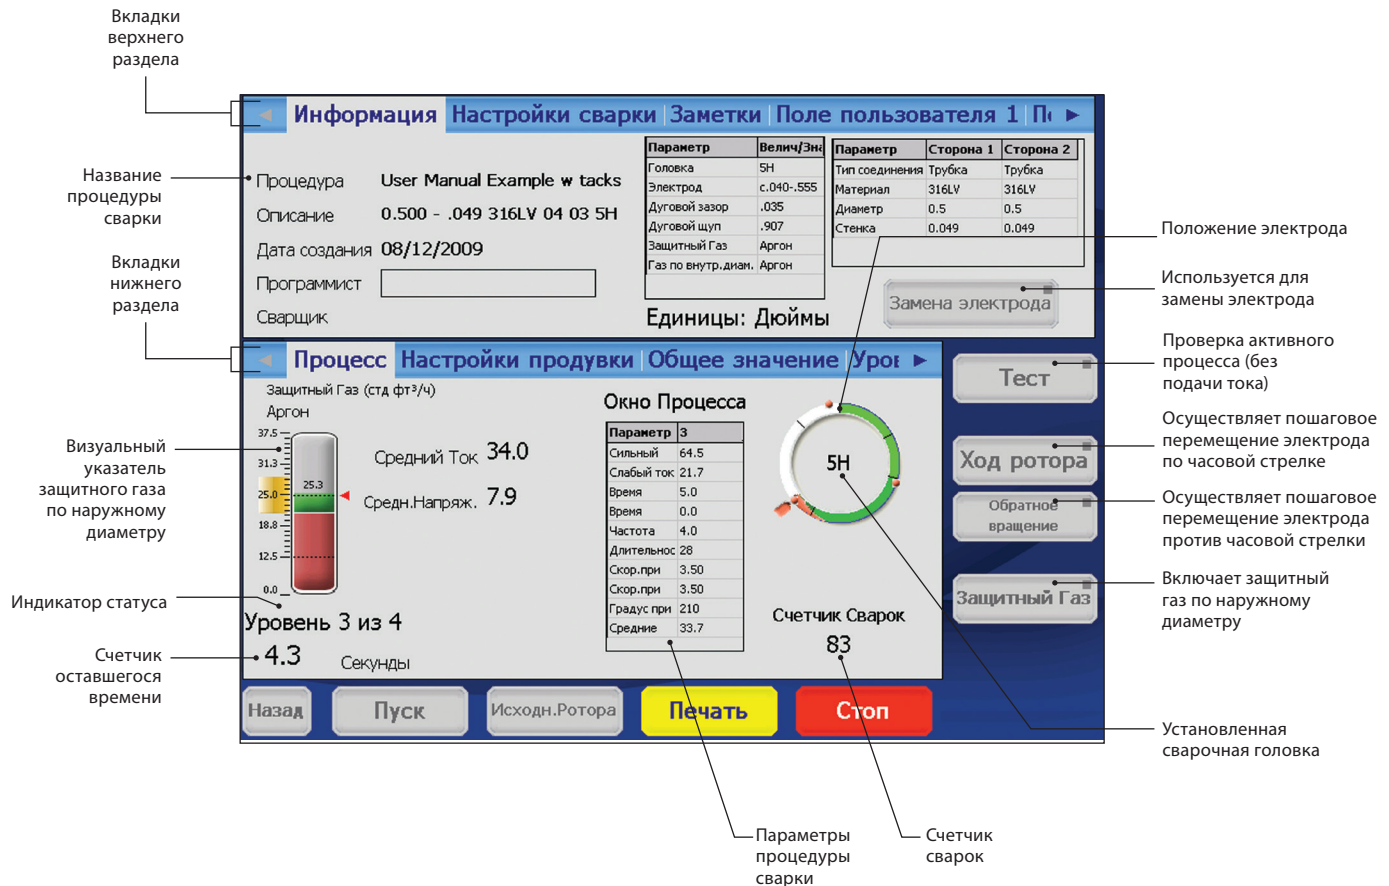 Вкладки
верхнего
раздела
Название
процедуры
сварки
Вкладки
нижнего
раздела
Визуальный
указатель
защитного газа
по наружному
диаметру
Индикатор статуса
Счетчик
оставшегося
времени
Информация Настройки сварки Заметки Поле пользователя 1
Процедура User Manual Example w tacks
Описание 0.500 - .049 316LV 04 03 5H
Дата создания 08/12/2009
Программист
Сварщик
Параметр Велич/Зна
Головка 5H
Электрод c.040-.555
Дуговой зазор .035
Дуговой щуп .907
Защитный Газ Аргон
Газ по внутр.диам. Аргон
Единицы: Дюймы
Параметр Сторона 1 Сторона 2
Тип соединения Трубка Трубка
Материал 316LV 316LV
Диаметр 0.5 0.5
Стенка 0.049 0.049
Замена электрода
Процесс Настройки продувки Общее значение Уров
Защитный Газ (стд фт³/ч)
Аргон
37.5
31.3
25.3
25.0
18.8
12.5
0.0
Средний Ток 34.0
Средн.Напряж. 7.9
Уровень 3 из 4
4.3 Секунды
Окно Процесса
Параметр 3
Сильный 64.5
Слабый ток 21.7
Время 5.0
Время 0.0
Частота 4.0
Длительнос 28
Скор.при 3.50
Скор.при 3.50
Градус при 210
Средние 33.7
5H
Счетчик Сварок
83
Тест
Ход ротора
Обратное
вращение
Защитный Газ
Назад Пуск Исходн.Ротора Печать Стоп
Положение электрода
Используется для
замены электрода
Проверка активного
процесса (без
подачи тока)
Осуществляет пошаговое
перемещение электрода
по часовой стрелке
Осуществляет пошаговое
перемещение электрода
против часовой стрелки
Включает защитный
газ по наружному
диаметру
Установленная
сварочная головка
Параметры
процедуры
сварки
Счетчик
сварок